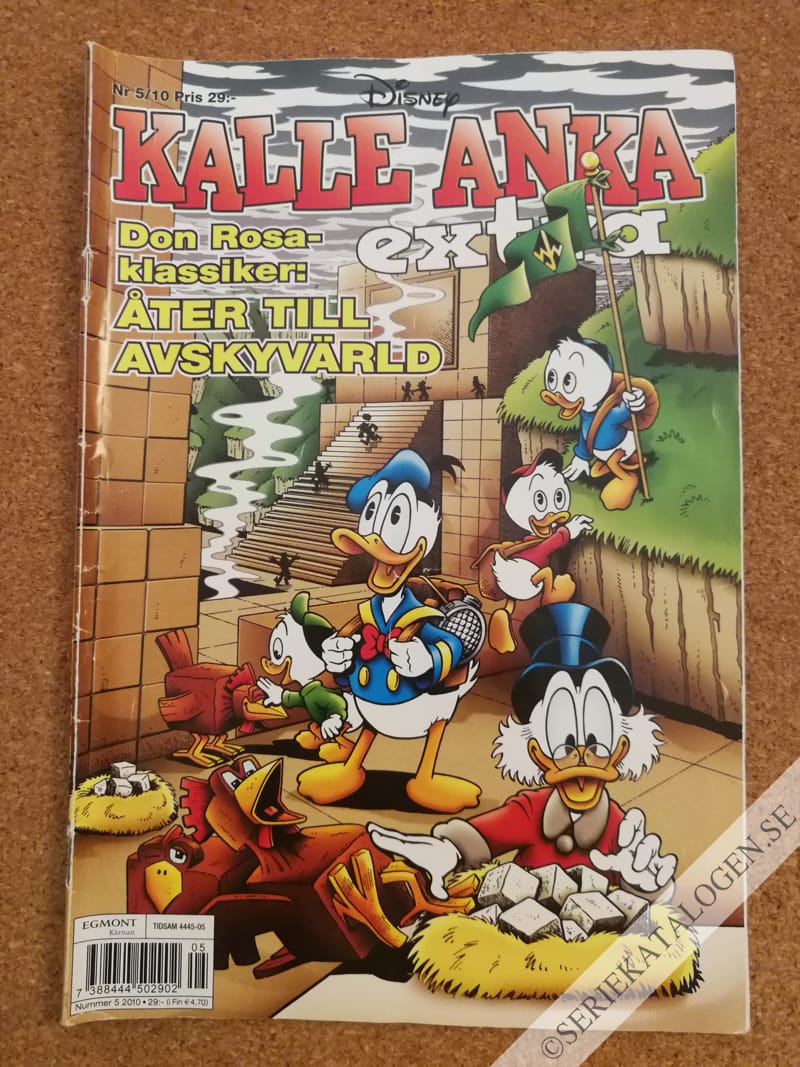 Nr 5/10 Pris 29:-
Disney
KALLE ANKA
extra
Don Rosa-
klassiker:
ÅTER TILL
AVSKYVÄRLD
EGMONT
Kärnan
TIDSAM 4445-05
05
7 388444 502902
Nummer 5 2010 • 29:- (i Fin € 4,70)
©SERIEKATALOGEN.SE